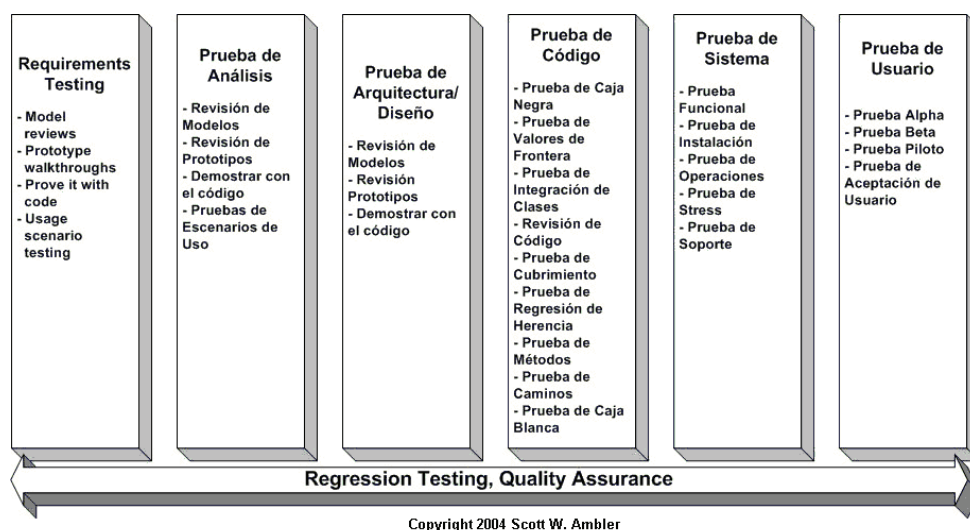 Requirements
Testing
- Model
reviews
- Prototype
walkthroughs
- Prove it with
code
- Usage
scenario
testing
Prueba de
Análisis
- Revisión de
Modelos
- Revisión de
Prototipos
- Demostrar con
el código
- Pruebas de
Escenarios de
Uso
Prueba de
Arquitectura/
Diseño
- Revisión de
Modelos
- Revisión
Prototipos
- Demostrar con
el código
Prueba de
Código
- Prueba de Caja
Negra
- Prueba de
Valores de
Frontera
- Prueba de
Integración de
Clases
- Revisión de
Código
- Prueba de
Cubrimiento
- Prueba de
Regresión de
Herencia
- Prueba de
Métodos
- Prueba de
Caminos
- Prueba de Caja
Blanca
Prueba de
Sistema
- Prueba
Funcional
- Prueba de
Instalación
- Prueba de
Operaciones
- Prueba de
Stress
- Prueba de
Soporte
Prueba de
Usuario
- Prueba Alpha
- Prueba Beta
- Prueba Piloto
- Prueba de
Aceptación de
Usuario
Regression Testing, Quality Assurance
Copyright 2004 Scott W. Ambler